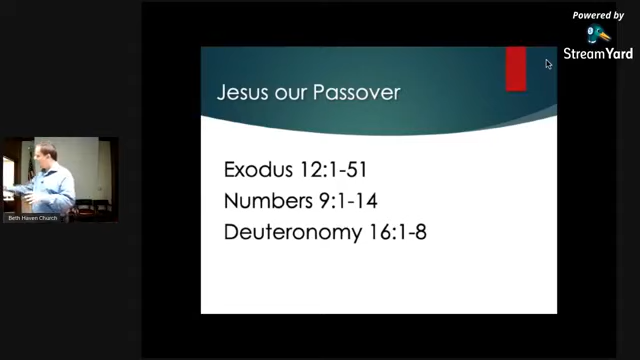 Powered by
StreamYard
Jesus our Passover
Exodus 12:1-51
Numbers 9:1-14
Deuteronomy 16:1-8
Beth Haven Church